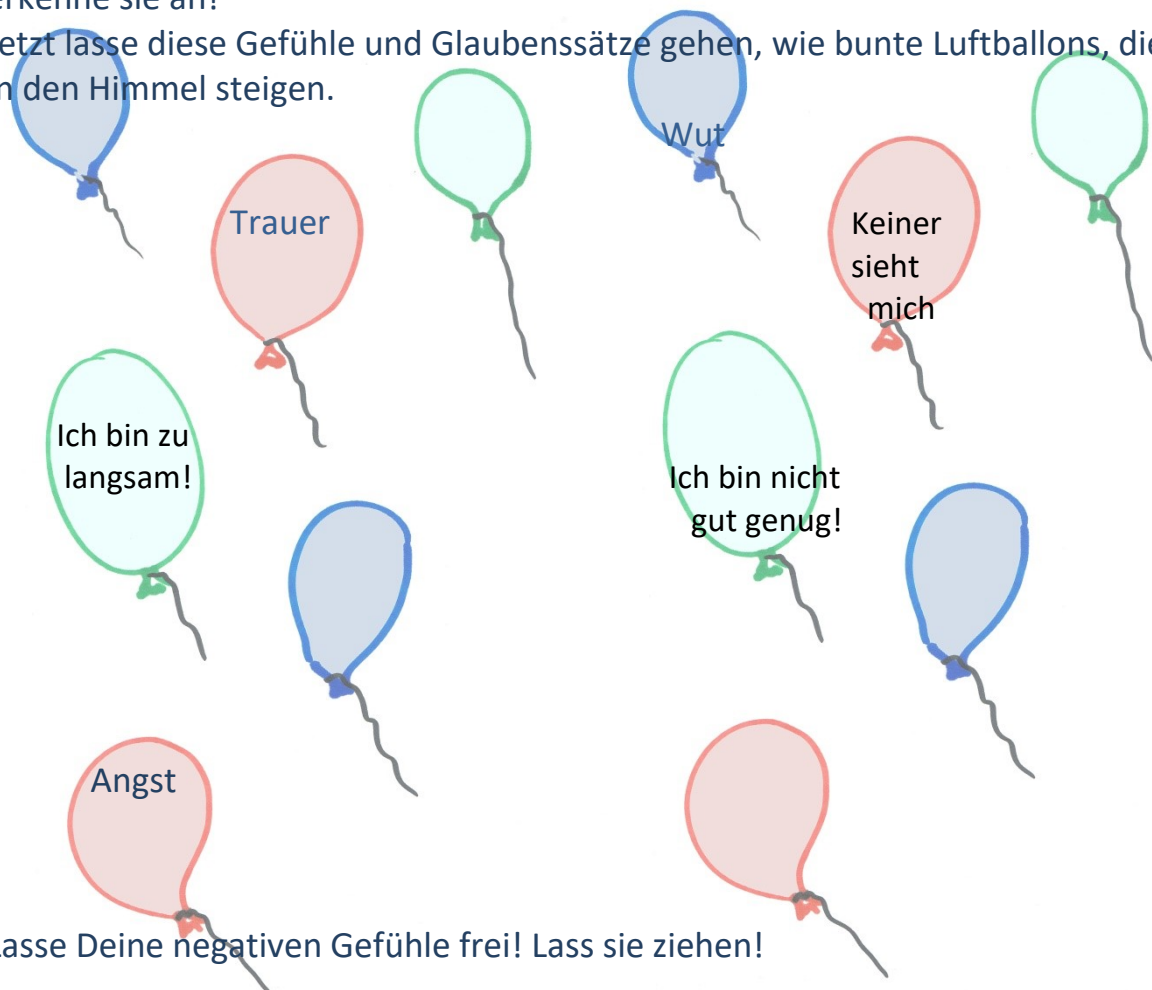 erkenne sie an!
etzt lasse diese Gefühle und Glaubenssätze gehen, wie bunte Luftballons, die
n den Himmel steigen.
Wut
Trauer
Keiner
sieht
mich
Ich bin zu
langsam!
Ich bin nicht
gut genug!
Angst
Lasse Deine negativen Gefühle frei! Lass sie ziehen!